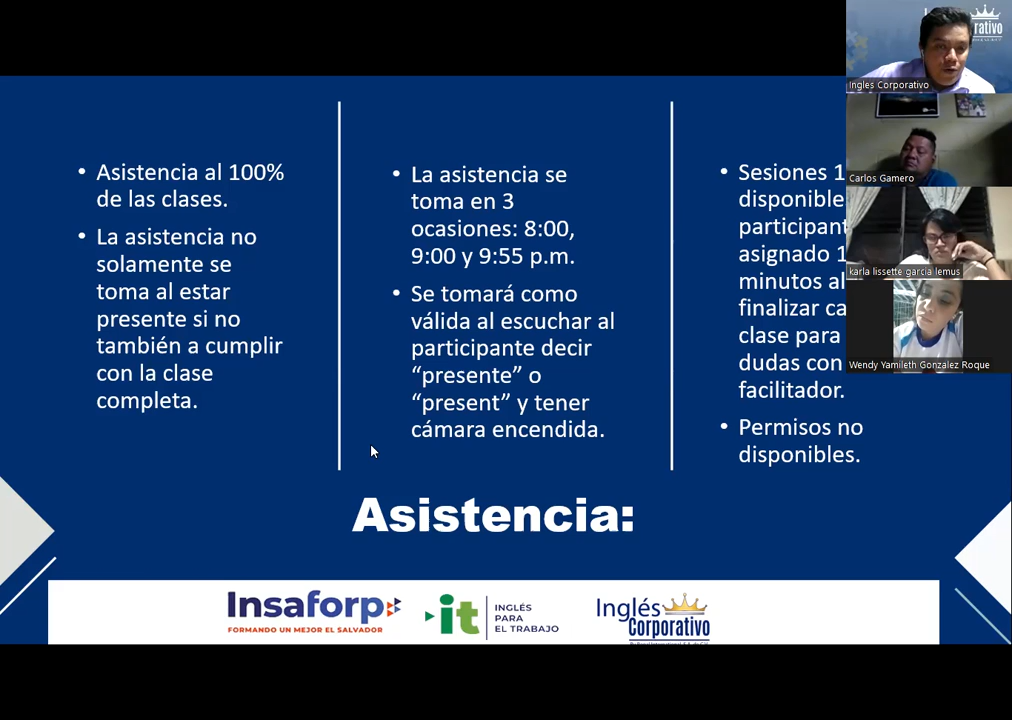 • Asistencia al 100%
de las clases.
• La asistencia no
solamente se
toma al estar
presente si no
también a cumplir
con la clase
completa.
• La asistencia se
toma en 3
ocasiones: 8:00,
9:00 y 9:55 p.m.
• Se tomará como
válida al escuchar al
participante decir
“presente” o
“present” y tener
cámara encendida.
• Sesiones 1
disponible
participant
asignado 1
minutos al
finalizar ca
clase para
dudas con
facilitador.
• Permisos no
disponibles.
Asistencia:
Insaforp
FORMANDO UN MEJOR EL SALVADOR
it
INGLÉS
PARA
EL TRABAJO
Inglés
Corporativo
rativo
Ingles Corporativo
Carlos Gamero
karla lissette garcia lemus
Wendy Yamileth Gonzalez Roque